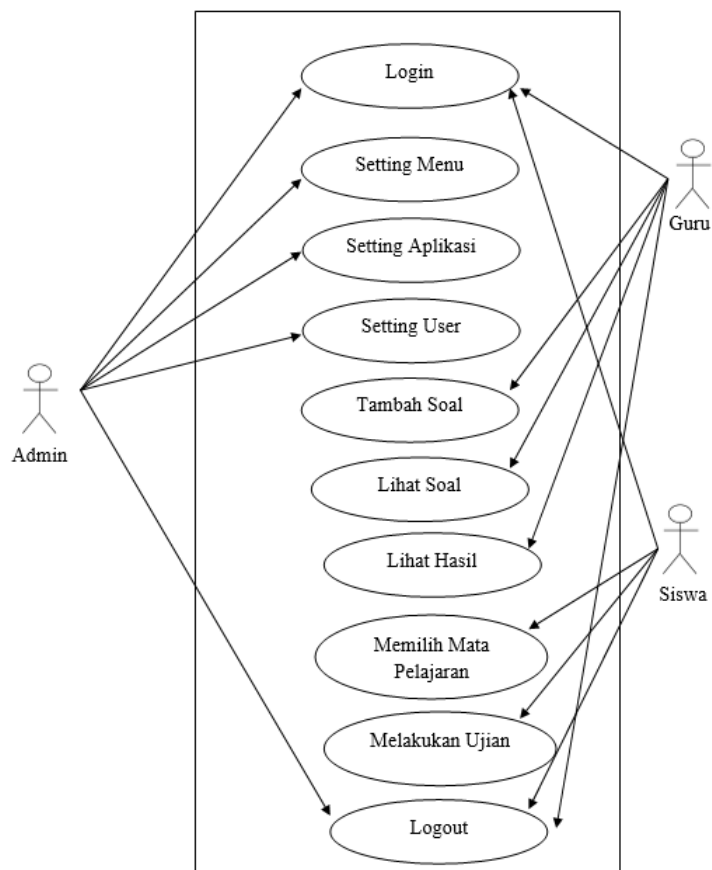 Login
Setting Menu
Guru
Setting Aplikasi
Setting User
Tambah Soal
Admin
Lihat Soal
Lihat Hasil
Siswa
Memilih Mata
Pelajaran
Melakukan Ujian
Logout